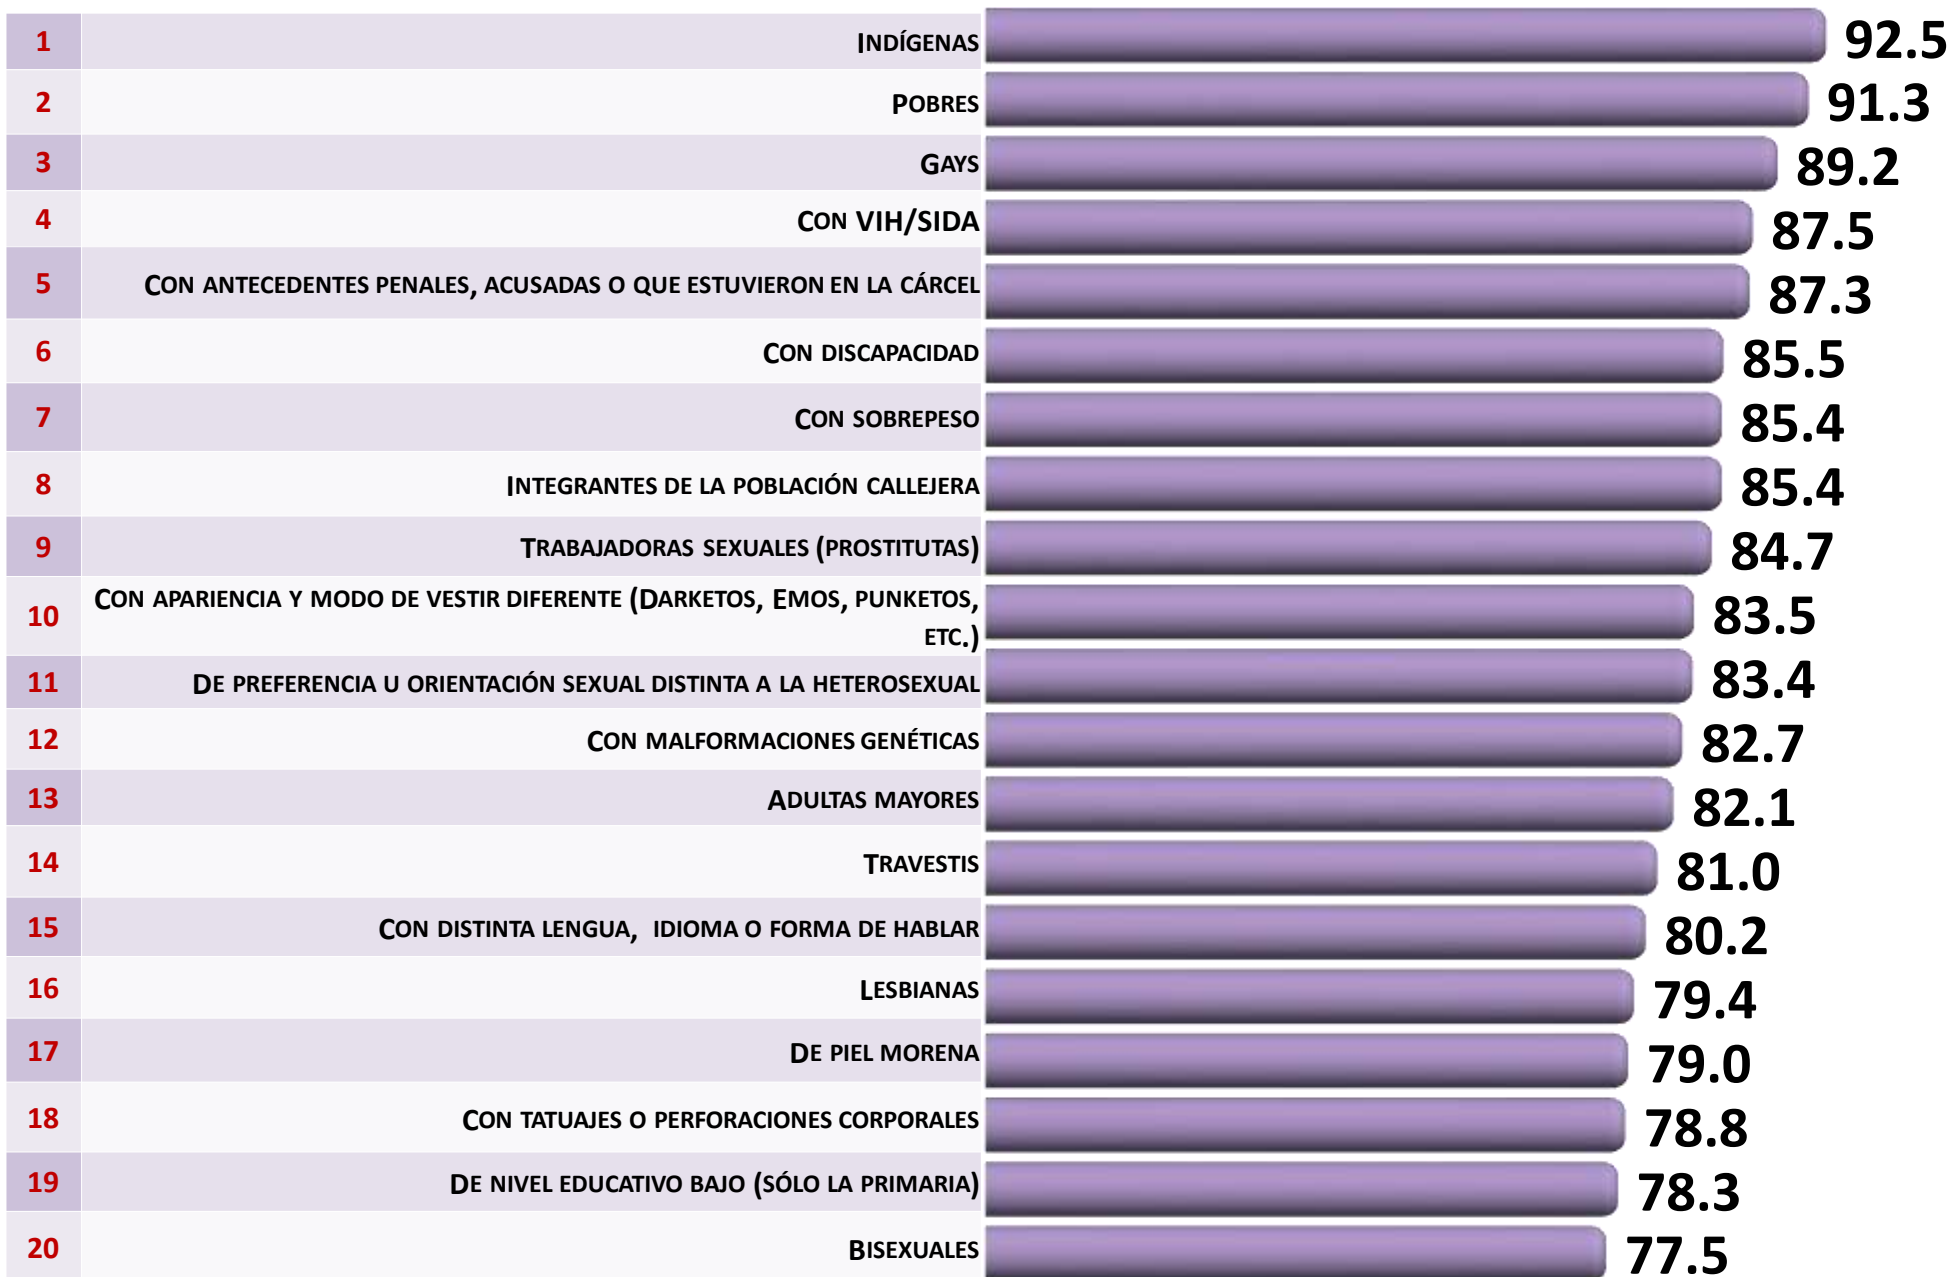 1 INDÍGENAS 92.5
2 POBRES 91.3
3 GAYS 89.2
4 CON VIH/SIDA 87.5
5 CON ANTECEDENTES PENALES, ACUSADAS O QUE ESTUVIERON EN LA CÁRCEL 87.3
6 CON DISCAPACIDAD 85.5
7 CON SOBREPESO 85.4
8 INTEGRANTES DE LA POBLACIÓN CALLEJERA 85.4
9 TRABAJADORAS SEXUALES (PROSTITUTAS) 84.7
10 CON APARIENCIA Y MODO DE VESTIR DIFERENTE (DARKETOS, EMOS, PUNKETOS,
ETC.) 83.5
11 DE PREFERENCIA U ORIENTACIÓN SEXUAL DISTINTA A LA HETEROSEXUAL 83.4
12 CON MALFORMACIONES GENÉTICAS 82.7
13 ADULTAS MAYORES 82.1
14 TRAVESTIS 81.0
15 CON DISTINTA LENGUA, IDIOMA O FORMA DE HABLAR 80.2
16 LESBIANAS 79.4
17 DE PIEL MORENA 79.0
18 CON TATUAJES O PERFORACIONES CORPORALES 78.8
19 DE NIVEL EDUCATIVO BAJO (SÓLO LA PRIMARIA) 78.3
20 BISEXUALES 77.5